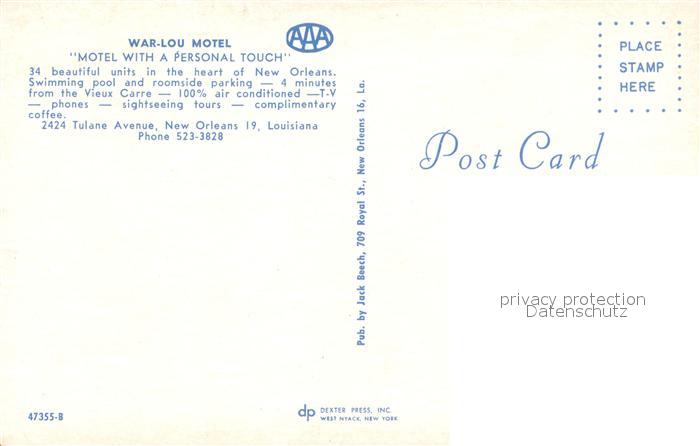 WAR-LOU MOTEL
"MOTEL WITH A PERSONAL TOUCH"
34 beautiful units in the heart of New Orleans.
Swimming pool and roomside parking — 4 minutes
from the Vieux Carre — 100% air conditioned —T-V
— phones — sightseeing tours — complimentary
coffee.
2424 Tulane Avenue, New Orleans 19, Louisiana
Phone 523-3828
AAA
PLACE
STAMP
HERE
Post Card
Pub. by Jack Beech, 709 Royal St., New Orleans 16, La.
privacy protection
Datenschutz
47355-B
dp DEXTER PRESS, INC.
WEST NYACK, NEW YORK